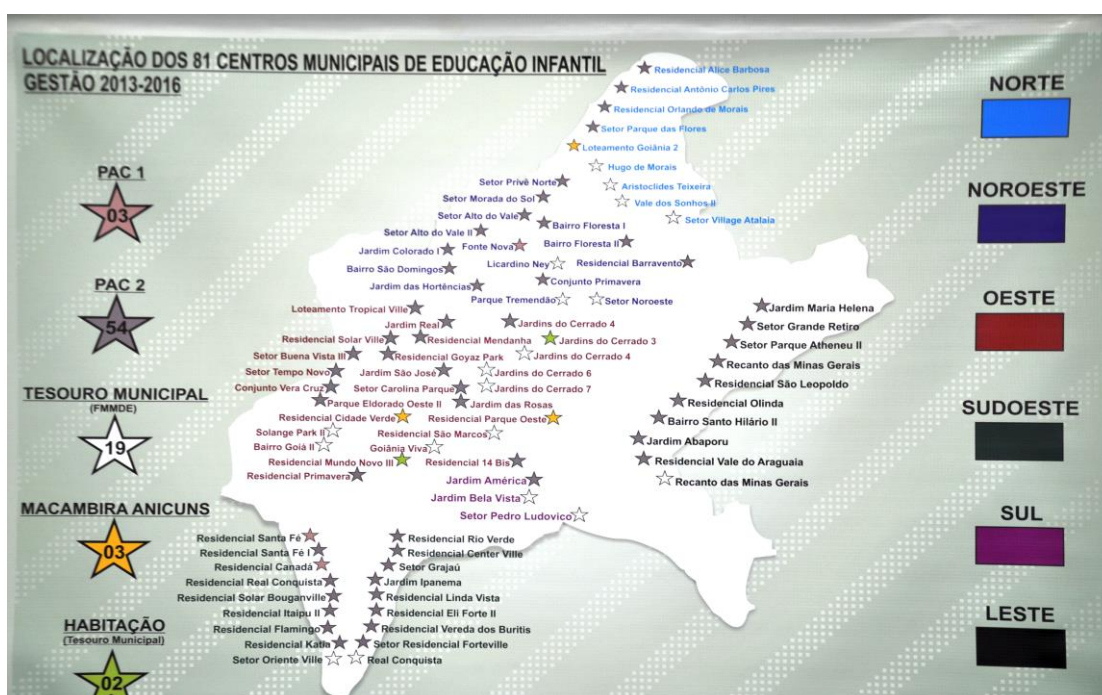 LOCALIZAÇÃO DOS 81 CENTROS MUNICIPAIS DE EDUCAÇÃO INFANTIL
GESTÃO 2013-2016
PAC 1
03
PAC 2
54
TESOURO MUNICIPAL
(FMMDE)
19
MACAMBIRA ANICUNS
03
HABITAÇÃO
(Tesouro Municipal)
02
Residencial Alice Barbosa
Residencial Antônio Carlos Pires
Residencial Orlando de Morais
Setor Parque das Flores
Loteamento Goiânia 2
Hugo de Morais
Aristoclides Teixeira
Vale dos Sonhos II
Setor Village Atalaia
Setor Privê Norte
Setor Morada do Sol
Setor Alto do Vale
Bairro Floresta I
Setor Alto do Vale II
Fonte Nova
Bairro Floresta II
Jardim Colorado I
Licardino Ney
Residencial Barravento
Bairro São Domingos
Jardim das Hortências
Conjunto Primavera
Parque Tremendão
Setor Noroeste
Loteamento Tropical Ville
Jardim Real
Jardins do Cerrado 4
Residencial Solar Ville
Residencial Mendanha
Jardins do Cerrado 3
Setor Buena Vista III
Residencial Goyaz Park
Jardins do Cerrado 4
Setor Tempo Novo
Jardim São José
Jardins do Cerrado 6
Conjunto Vera Cruz
Setor Carolina Parque
Jardins do Cerrado 7
Parque Eldorado Oeste II
Jardim das Rosas
Residencial Cidade Verde
Residencial Parque Oeste
Solange Park II
Residencial São Marcos
Bairro Goiá II
Goiânia Viva
Residencial Mundo Novo III
Residencial 14 Bis
Residencial Primavera
Jardim América
Jardim Bela Vista
Setor Pedro Ludovico
Jardim Maria Helena
Setor Grande Retiro
Setor Parque Atheneu II
Recanto das Minas Gerais
Residencial São Leopoldo
Residencial Olinda
Bairro Santo Hilário II
Jardim Abaporu
Residencial Vale do Araguaia
Recanto das Minas Gerais
Residencial Santa Fé
Residencial Santa Fé I
Residencial Canadá
Residencial Real Conquista
Residencial Solar Bouganville
Residencial Itaipu II
Residencial Flamingo
Residencial Katia
Setor Oriente Ville
Residencial Rio Verde
Residencial Center Ville
Setor Grajaú
Jardim Ipanema
Residencial Linda Vista
Residencial Eli Forte II
Residencial Vereda dos Buritis
Setor Residencial Forteville
Real Conquista
NORTE
NOROESTE
OESTE
SUDOESTE
SUL
LESTE